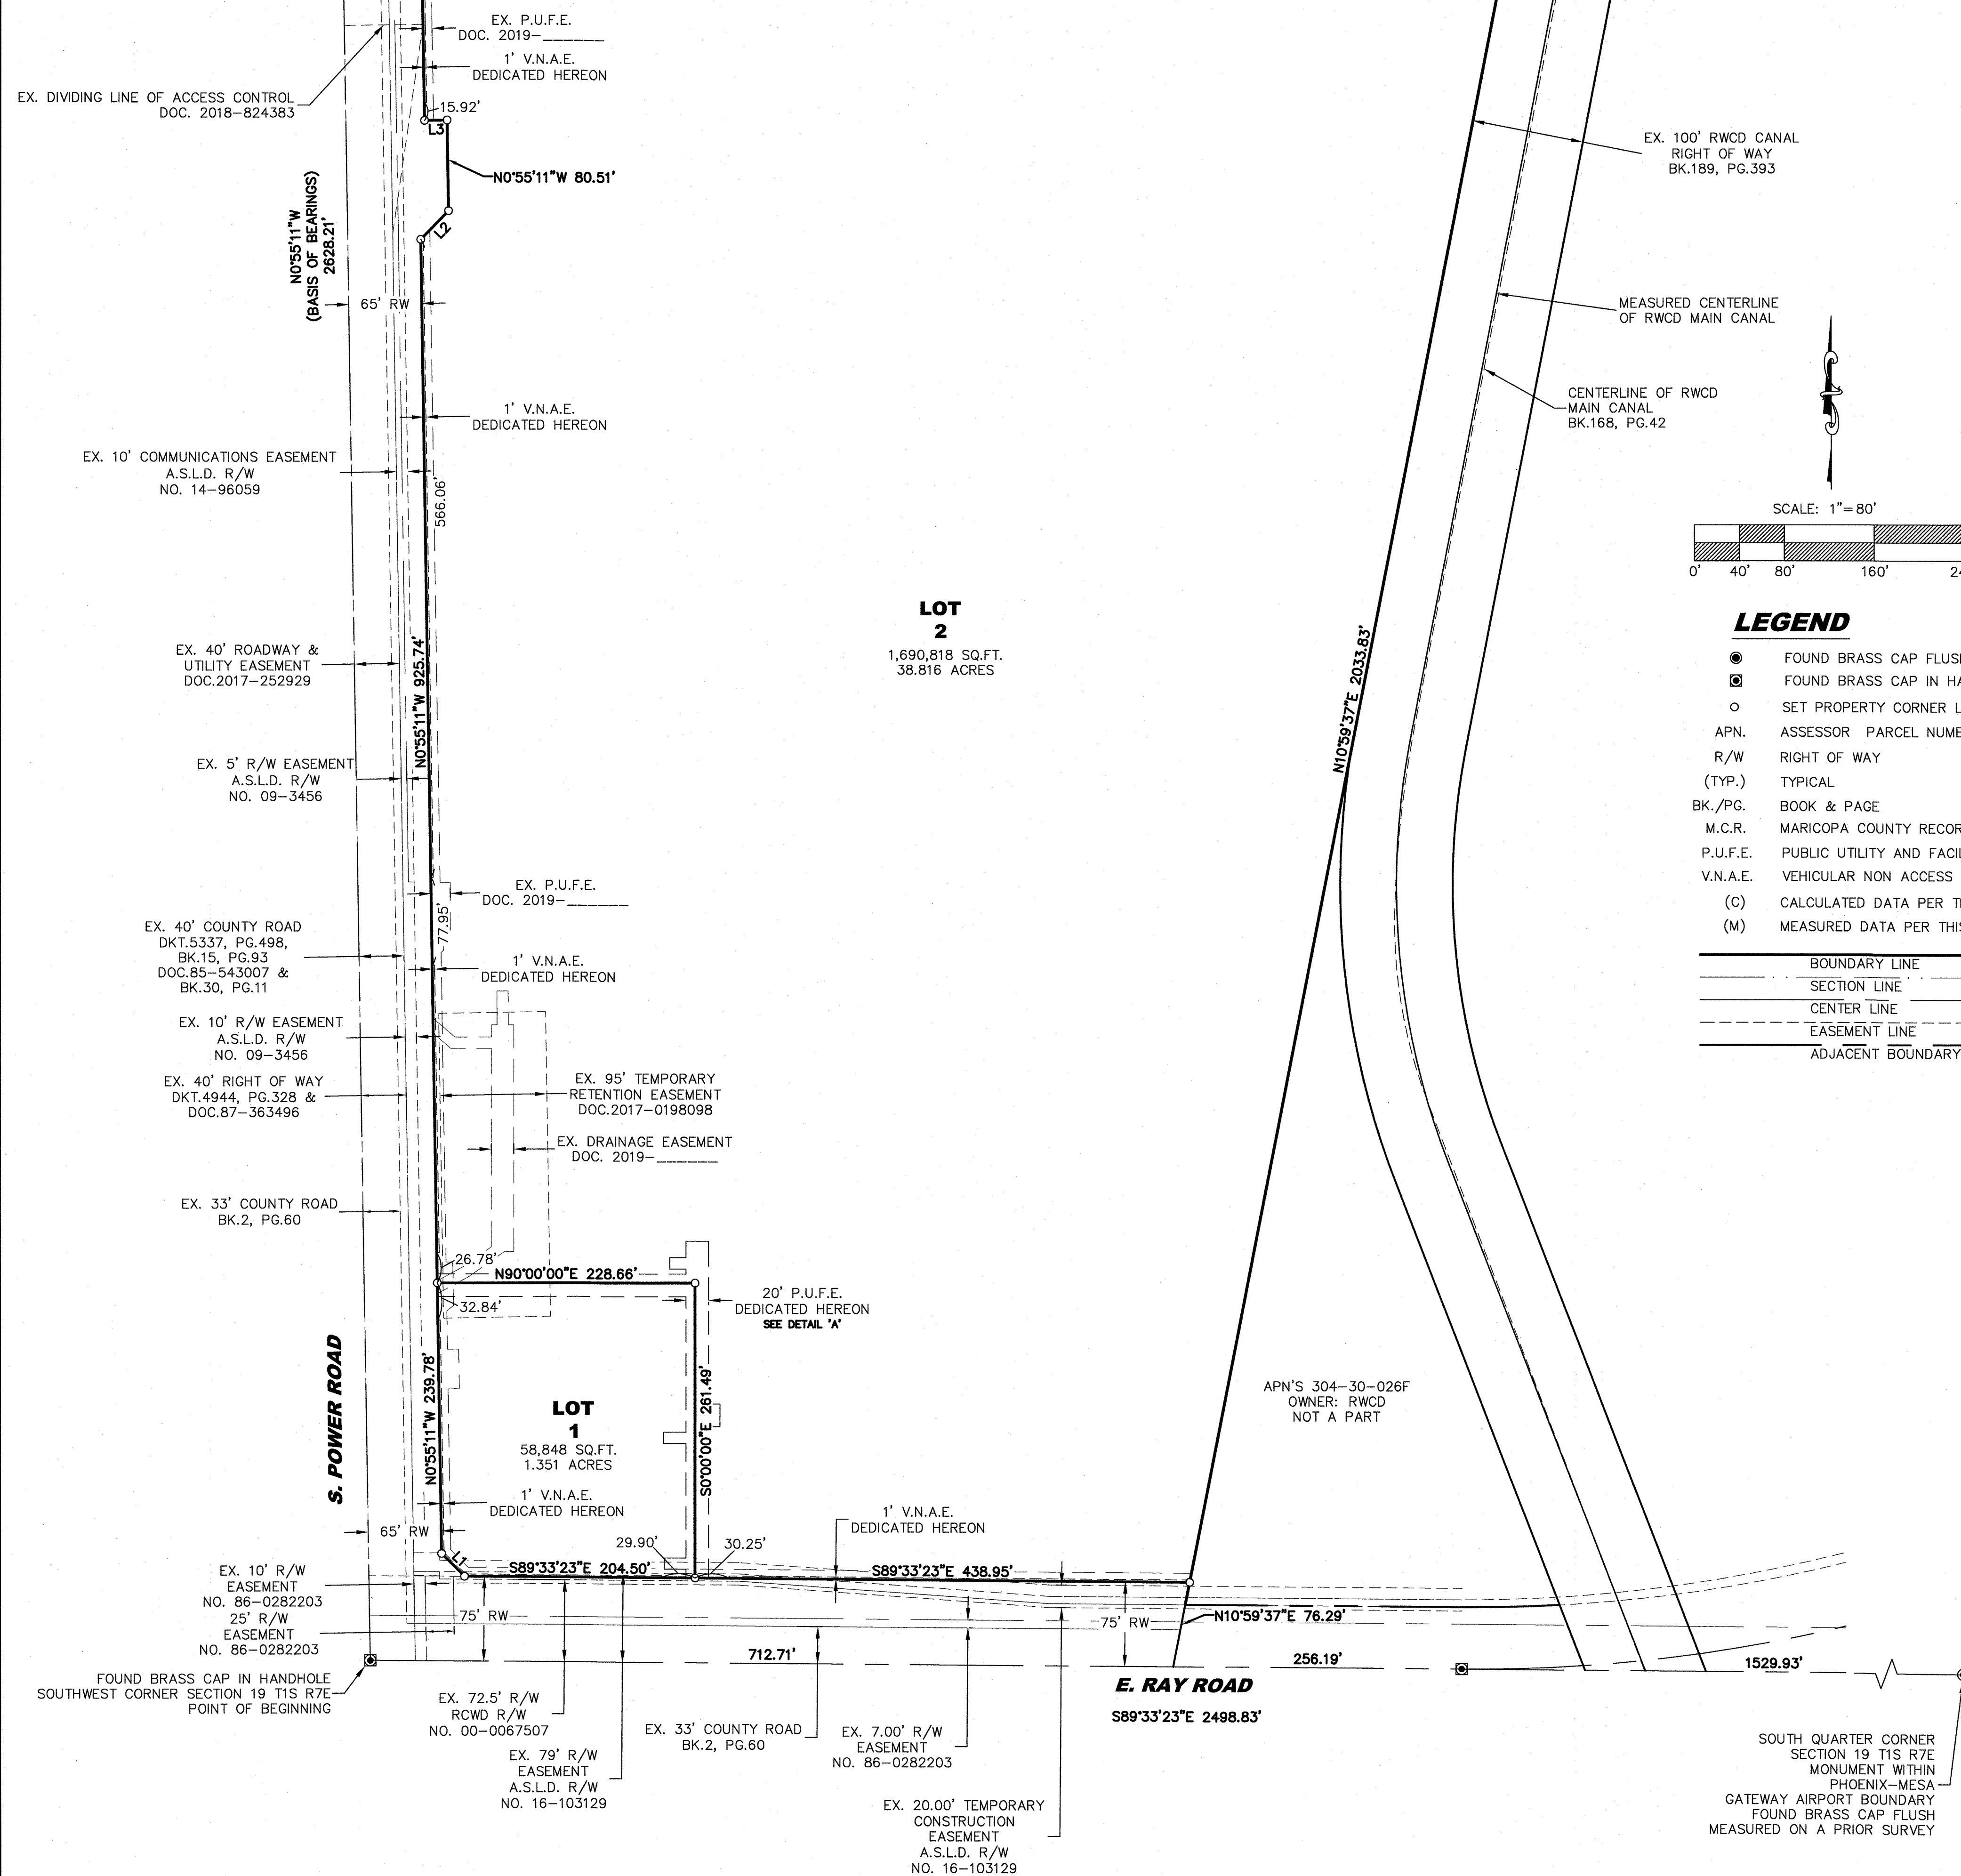 EX. P.U.F.E.
DOC. 2019-______
1' V.N.A.E.
DEDICATED HEREON
EX. DIVIDING LINE OF ACCESS CONTROL
DOC. 2018-824383
15.92'
L3
N0°55'11"W 80.51'
L2
N0°55'11"W
(BASIS OF BEARINGS)
2628.21'
65' RW
1' V.N.A.E.
DEDICATED HEREON
EX. 10' COMMUNICATIONS EASEMENT
A.S.L.D. R/W
NO. 14-96059
566.06'
EX. 40' ROADWAY &
UTILITY EASEMENT
DOC.2017-252929
N0°55'11"W 925.74'
EX. 5' R/W EASEMENT
A.S.L.D. R/W
NO. 09-3456
LOT
2
1,690,818 SQ.FT.
38.816 ACRES
EX. P.U.F.E.
DOC. 2019-______
77.95'
EX. 40' COUNTY ROAD
DKT.5337, PG.498,
BK.15, PG.93
DOC.85-543007 &
BK.30, PG.11
1' V.N.A.E.
DEDICATED HEREON
EX. 10' R/W EASEMENT
A.S.L.D. R/W
NO. 09-3456
EX. 40' RIGHT OF WAY
DKT.4944, PG.328 &
DOC.87-363496
EX. 95' TEMPORARY
RETENTION EASEMENT
DOC.2017-0198098
EX. DRAINAGE EASEMENT
DOC. 2019-______
EX. 33' COUNTY ROAD
BK.2, PG.60
26.78'
N90°00'00"E 228.66'
32.84'
20' P.U.F.E.
DEDICATED HEREON
SEE DETAIL 'A'
S. POWER ROAD
N0°55'11"W 239.78'
LOT
1
58,848 SQ.FT.
1.351 ACRES
S0°00'00"E 261.49'
1' V.N.A.E.
DEDICATED HEREON
65' RW
L1
29.90'
30.25'
1' V.N.A.E.
DEDICATED HEREON
S89°33'23"E 204.50'
S89°33'23"E 438.95'
EX. 10' R/W
EASEMENT
NO. 86-0282203
25' R/W
EASEMENT
NO. 86-0282203
75' RW
75' RW
N10°59'37"E 76.29'
712.71'
256.19'
1529.93'
FOUND BRASS CAP IN HANDHOLE
SOUTHWEST CORNER SECTION 19 T1S R7E
POINT OF BEGINNING
E. RAY ROAD
S89°33'23"E 2498.83'
EX. 72.5' R/W
RCWD R/W
NO. 00-0067507
EX. 79' R/W
EASEMENT
A.S.L.D. R/W
NO. 16-103129
EX. 33' COUNTY ROAD
BK.2, PG.60
EX. 7.00' R/W
EASEMENT
NO. 86-0282203
EX. 20.00' TEMPORARY
CONSTRUCTION
EASEMENT
A.S.L.D. R/W
NO. 16-103129
EX. 100' RWCD CANAL
RIGHT OF WAY
BK.189, PG.393
MEASURED CENTERLINE
OF RWCD MAIN CANAL
CENTERLINE OF RWCD
MAIN CANAL
BK.168, PG.42
N10°59'37"E 2033.83'
APN'S 304-30-026F
OWNER: RWCD
NOT A PART
SCALE: 1"=80'
0' 40' 80' 160' 24
LEGEND
FOUND BRASS CAP FLUS
FOUND BRASS CAP IN HA
SET PROPERTY CORNER L
APN. ASSESSOR PARCEL NUM
R/W RIGHT OF WAY
(TYP.) TYPICAL
BK./PG. BOOK & PAGE
M.C.R. MARICOPA COUNTY RECOR
P.U.F.E. PUBLIC UTILITY AND FACIL
V.N.A.E. VEHICULAR NON ACCESS
(C) CALCULATED DATA PER T
(M) MEASURED DATA PER THIS
BOUNDARY LINE
SECTION LINE
CENTER LINE
EASEMENT LINE
ADJACENT BOUNDARY
SOUTH QUARTER CORNER
SECTION 19 T1S R7E
MONUMENT WITHIN
PHOENIX-MESA
GATEWAY AIRPORT BOUNDARY
FOUND BRASS CAP FLUSH
MEASURED ON A PRIOR SURVEY